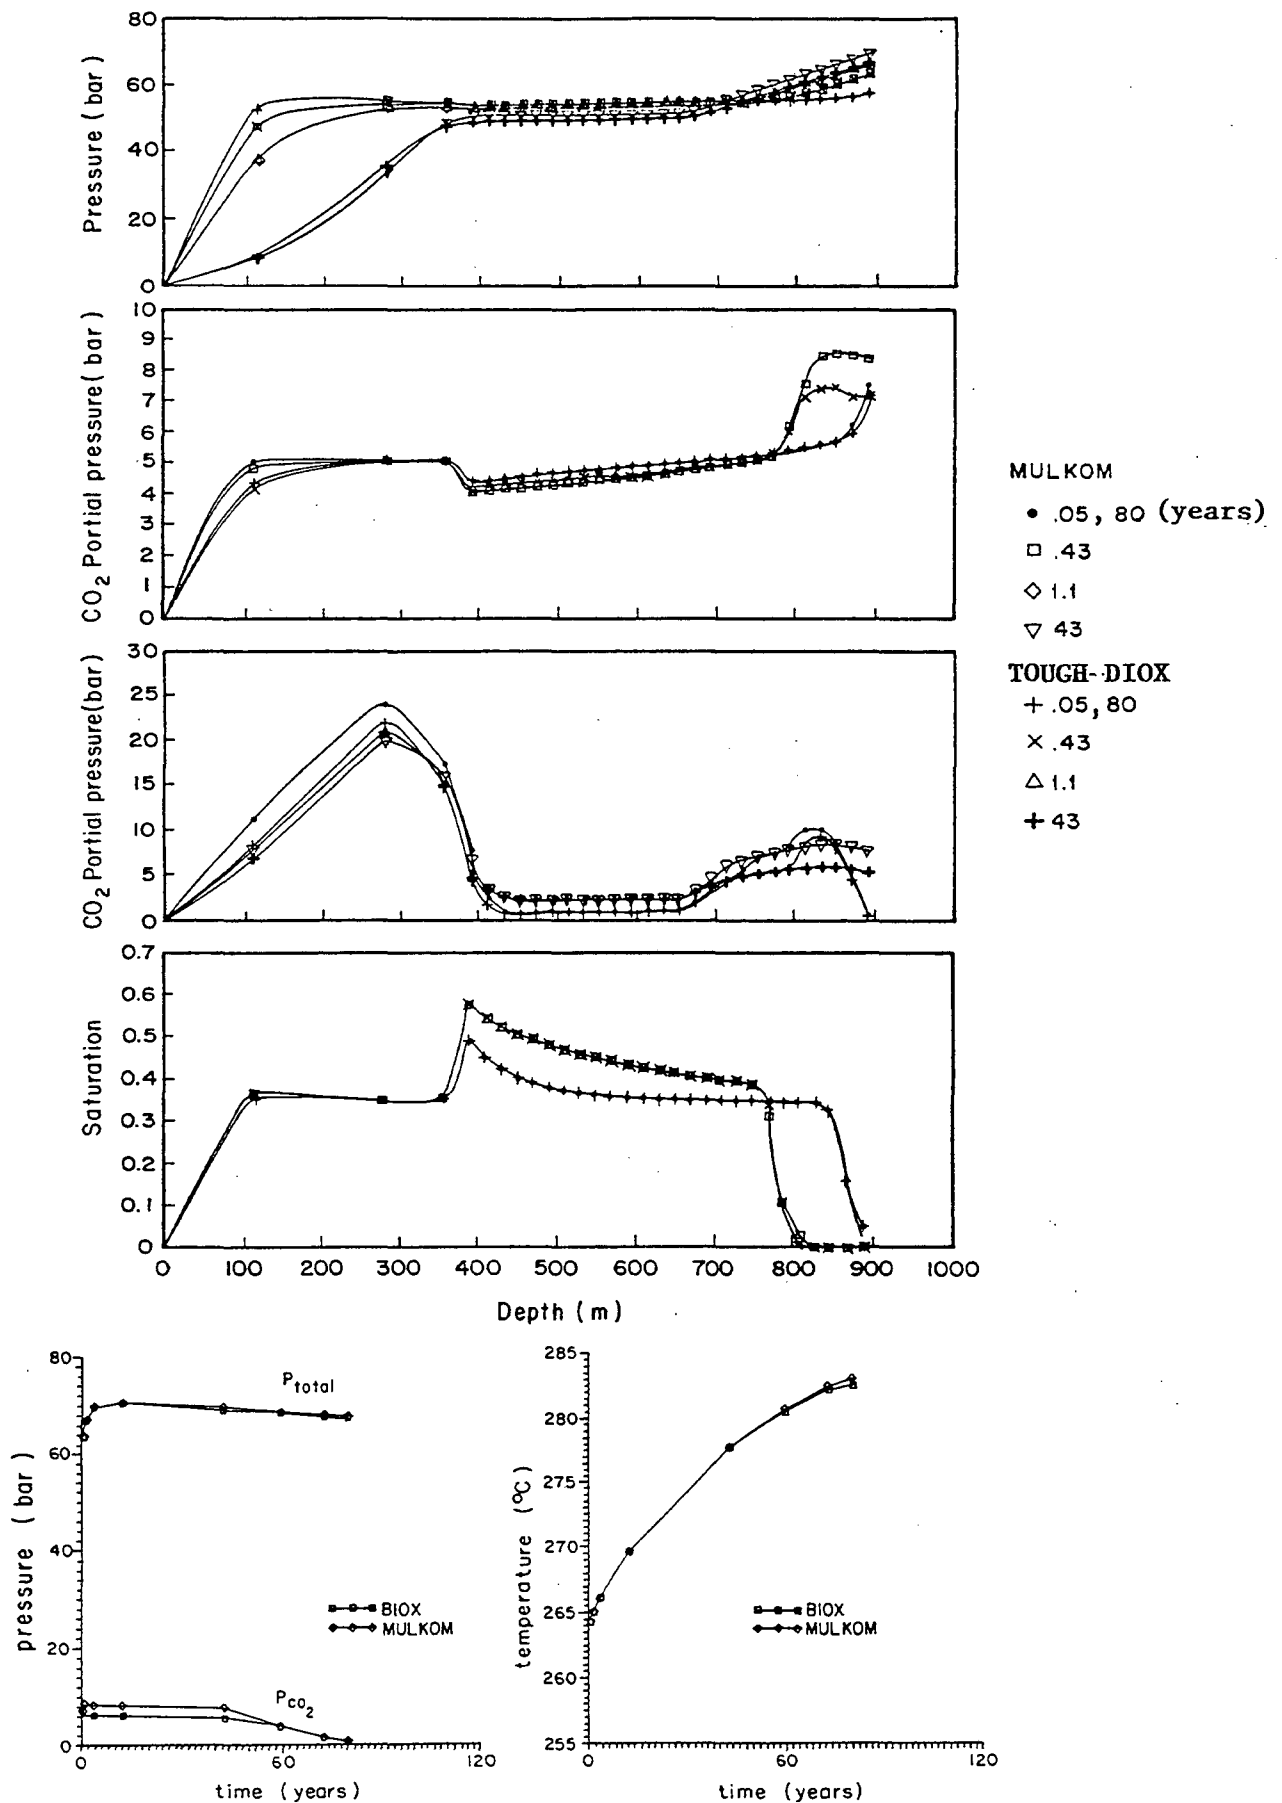 80
60
40
20
0
Pressure (bar)
10
9
8
7
6
5
4
3
2
1
0
CO2 Portial pressure (bar)
30
25
20
15
10
5
0
CO2 Partial pressure (bar)
0.7
0.6
0.5
0.4
0.3
0.2
0.1
0
Saturation
0 100 200 300 400 500 600 700 800 900 1000
Depth (m)
MULKOM
.05, 80 (years)
.43
1.1
43
TOUGH-DIOX
.05, 80
.43
1.1
43
80
60
40
20
0
pressure (bar)
Ptotal
BIOX
MULKOM
PCO2
0 60 120
time (years)
285
280
275
270
265
260
255
temperature (°C)
BIOX
MULKOM
0 60 120
time (years)